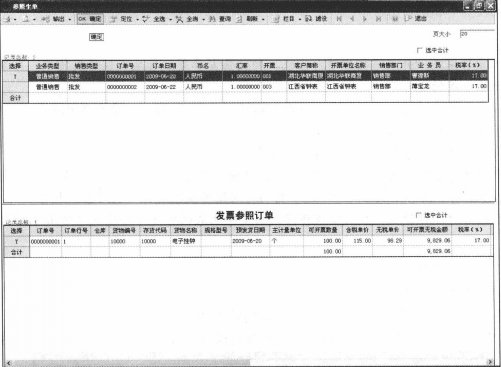 参照生单
输出 OK 确定 定位 全选 全消 查询 刷新 栏目 滤设 退出
确定
页大小 20
选中合计
选择 业务类型 销售类型 订单号 订单日期 币名 汇率 开票 客户简称 开票单位名称 销售部门 业务员 税率(%)
Y 普通销售 批发 0000000001 2009-06-20 人民币 1.00000000 001 湖北华联商厦 湖北华联商厦 销售部 17.00
普通销售 批发 0000000002 2009-06-22 人民币 1.00000000 003 江西省钟表 江西省钟表 销售部 17.00
合计
发票参照订单
选中合计
选择 订单号 订单行号 仓库 货物编号 存货代码 货物名称 规格型号 预发货日期 主计量单位 可开票数量 含税单价 无税单价 可开票无税金额 税率(%)
Y 0000000001 1 10000 10000 电子挂钟 2009-06-20 个 100.00 115.00 98.29 9,829.06 17.00
合计 100.00 9,829.06